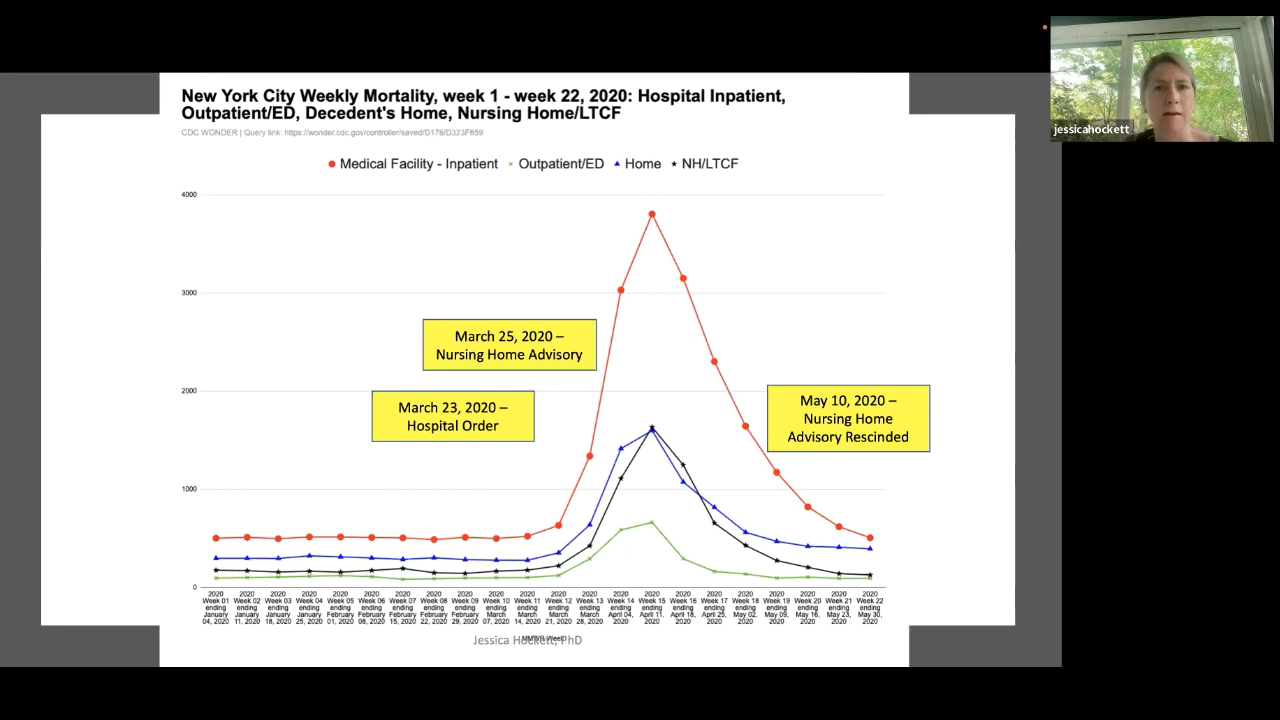 New York City Weekly Mortality, week 1 - week 22, 2020: Hospital Inpatient,
Outpatient/ED, Decedent's Home, Nursing Home/LTCF
CDC WONDER | Query link: https://wonder.cdc.gov/controller/saved/D176/D323F659
Medical Facility - Inpatient
Outpatient/ED
Home
NH/LTCF
jessicahockett
4000
3000
2000
1000
0
March 25, 2020 –
Nursing Home Advisory
March 23, 2020 –
Hospital Order
May 10, 2020 –
Nursing Home
Advisory Rescinded
2020
Week 01
ending
January
04, 2020
2020
Week 02
ending
January
11, 2020
2020
Week 03
ending
January
18, 2020
2020
Week 04
ending
January
25, 2020
2020
Week 05
ending
February
01, 2020
2020
Week 06
ending
February
08, 2020
2020
Week 07
ending
February
15, 2020
2020
Week 08
ending
February
22, 2020
2020
Week 09
ending
February
29, 2020
2020
Week 10
ending
March
07, 2020
2020
Week 11
ending
March
14, 2020
2020
Week 12
ending
March
21, 2020
2020
Week 13
ending
March
28, 2020
2020
Week 14
ending
April 04,
2020
2020
Week 15
ending
April 11,
2020
2020
Week 16
ending
April 18,
2020
2020
Week 17
ending
April 25,
2020
2020
Week 18
ending
May 02,
2020
2020
Week 19
ending
May 09,
2020
2020
Week 20
ending
May 16,
2020
2020
Week 21
ending
May 23,
2020
2020
Week 22
ending
May 30,
2020
Jessica Hockett, PhD